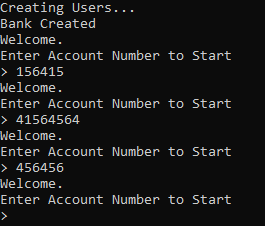 Creating Users...
Bank Created
Welcome.
Enter Account Number to Start
> 156415
Welcome.
Enter Account Number to Start
> 41564564
Welcome.
Enter Account Number to Start
> 456456
Welcome.
Enter Account Number to Start
>